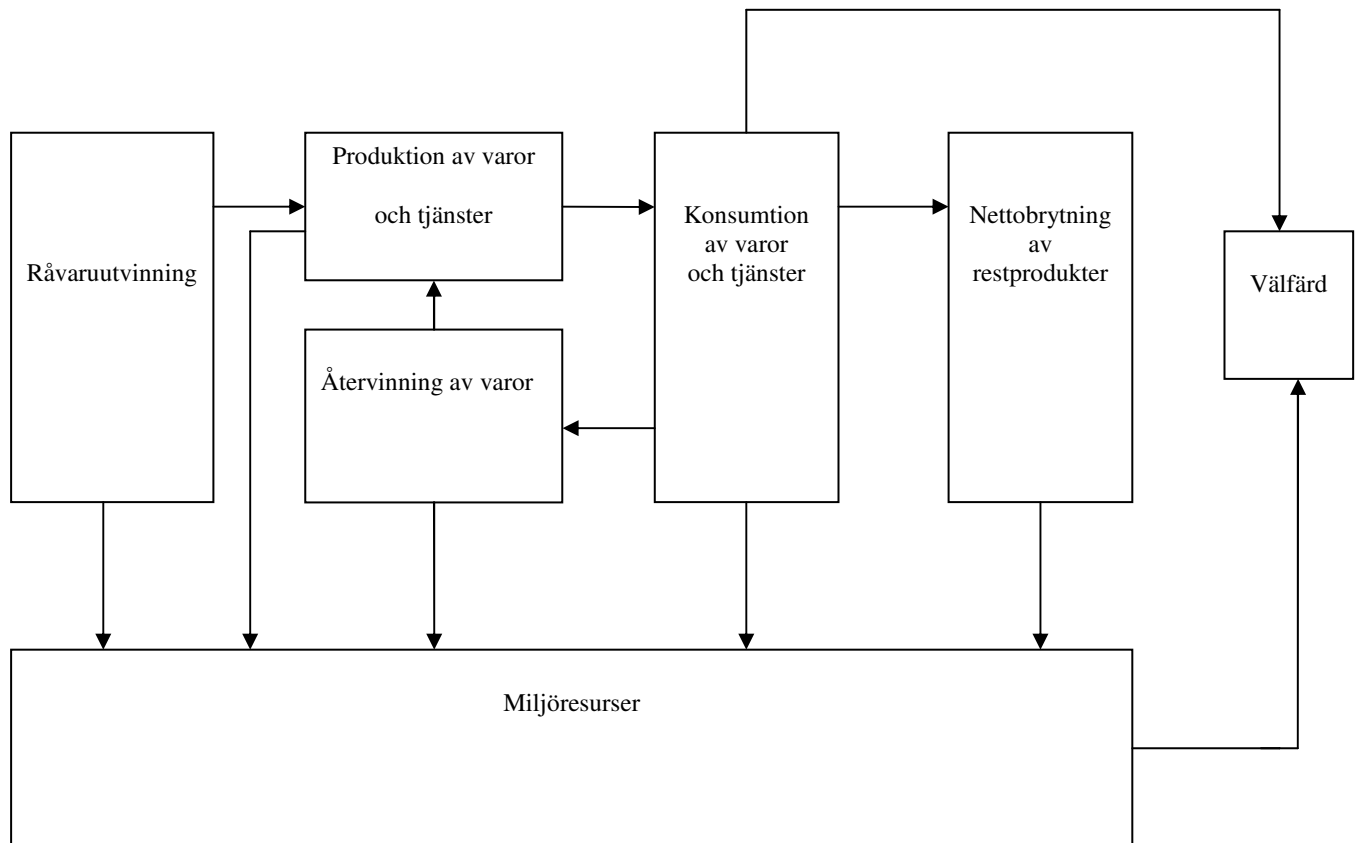 Produktion av varor
och tjänster
Råvaruutvinning
Återvinning av varor
Konsumtion
av varor
och tjänster
Nettobrytning
av
restprodukter
Välfärd
Miljöresurser